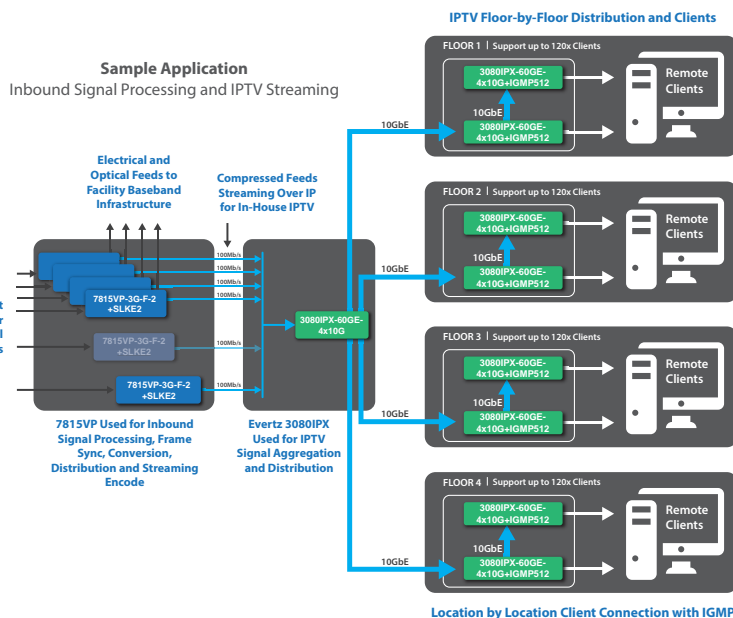 IPTV Floor-by-Floor Distribution and Clients
Sample Application
Inbound Signal Processing and IPTV Streaming
Electrical and
Optical Feeds to
Facility Baseband
Infrastructure
Compressed Feeds
Streaming Over IP
for In-House IPTV
100Mb/s
100Mb/s
100Mb/s
100Mb/s
7815VP-3G-F-2
+SLKE2
7815VP-3G-F-2
+SLKE2
100Mb/s
7815VP-3G-F-2
+SLKE2
100Mb/s
3080IPX-60GE-
4x10G
t
r
l
s
7815VP Used for Inbound
Signal Processing, Frame
Sync, Conversion,
Distribution and Streaming
Encode
Evertz 3080IPX
Used for IPTV
Signal Aggregation
and Distribution
10GbE
FLOOR 1 | Support up to 120x Clients
3080IPX-60GE-
4x10G+IGMP512
10GbE
3080IPX-60GE-
4x10G+IGMP512
Remote
Clients
10GbE
FLOOR 2 | Support up to 120x Clients
3080IPX-60GE-
4x10G+IGMP512
10GbE
3080IPX-60GE-
4x10G+IGMP512
Remote
Clients
10GbE
FLOOR 3 | Support up to 120x Clients
3080IPX-60GE-
4x10G+IGMP512
10GbE
3080IPX-60GE-
4x10G+IGMP512
Remote
Clients
10GbE
FLOOR 4 | Support up to 120x Clients
3080IPX-60GE-
4x10G+IGMP512
10GbE
3080IPX-60GE-
4x10G+IGMP512
Remote
Clients
Location by Location Client Connection with IGMP